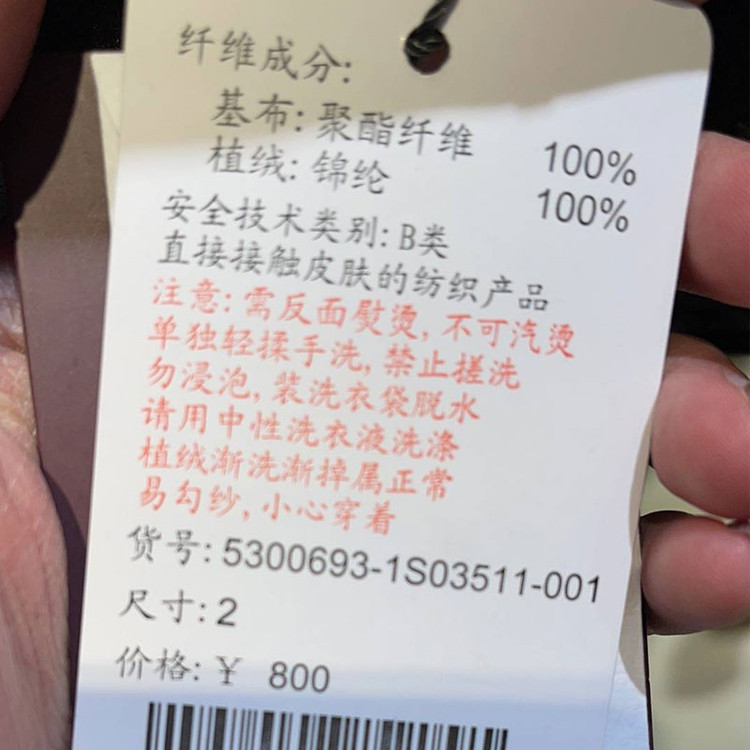 纤维成分:
基布: 聚酯纤维 100%
植绒: 锦纶 100%
安全技术类别: B类
直接接触皮肤的纺织产品
注意: 需反面熨烫, 不可汽烫
单独轻揉手洗, 禁止搓洗
勿浸泡, 装洗衣袋脱水
请用中性洗衣液洗涤
植绒渐洗渐掉属正常
易勾纱, 小心穿着
货号: 5300693-1S03511-001
尺寸: 2
价格: ¥ 800